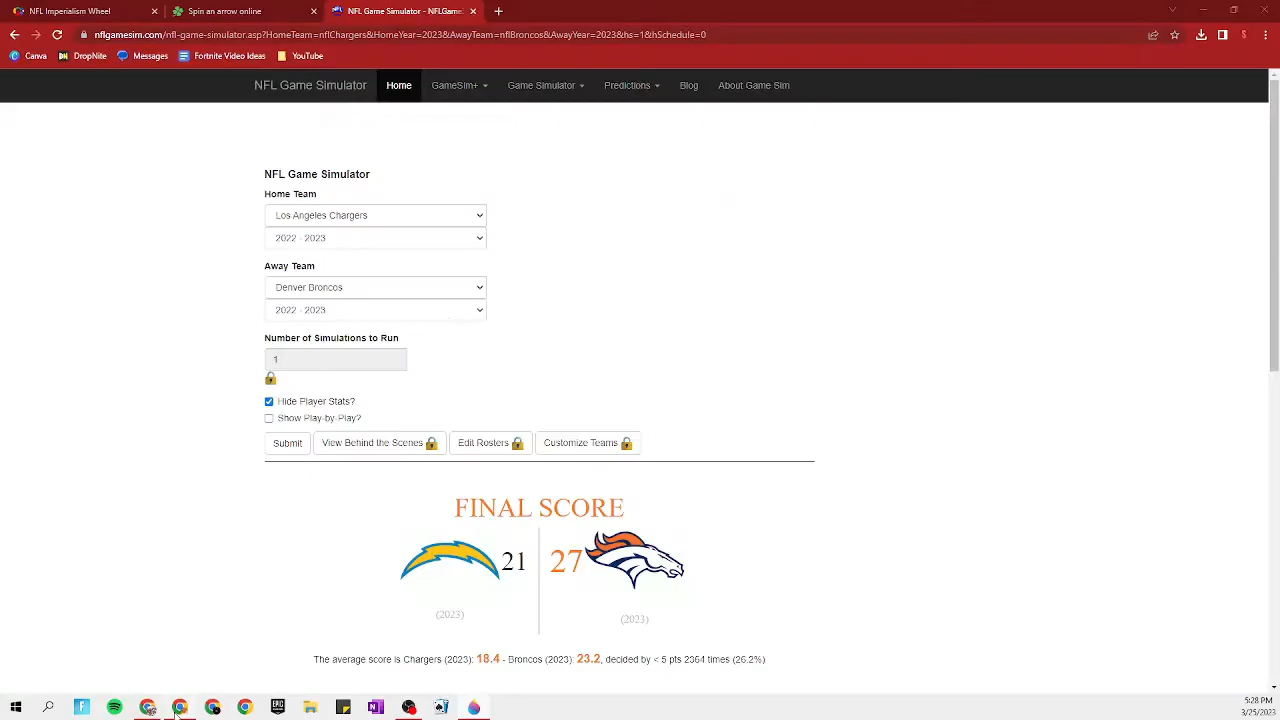 NFL Imperialism Wheel
Spin an arrow online
NFL Game Simulator - NFLGame
nflgamesim.com/nfl-game-simulator.asp?HomeTeam=nflChargers&HomeYear=2023&AwayTeam=nflBroncos&AwayYear=2023&hs=1&hSchedule=0
S
Canva
DropNite
Messages
Fortnite Video Ideas
YouTube
NFL Game Simulator
Home
GameSim+
Game Simulator
Predictions
Blog
About Game Sim
NFL Game Simulator
Home Team
Los Angeles Chargers
2022 - 2023
Away Team
Denver Broncos
2022 - 2023
Number of Simulations to Run
1
Hide Player Stats?
Show Play-by-Play?
Submit
View Behind the Scenes
Edit Rosters
Customize Teams
FINAL SCORE
21
27
(2023)
(2023)
The average score is Chargers (2023): 18.4 - Broncos (2023): 23.2, decided by < 5 pts 2364 times (26.2%)
5:28 PM
3/25/2023